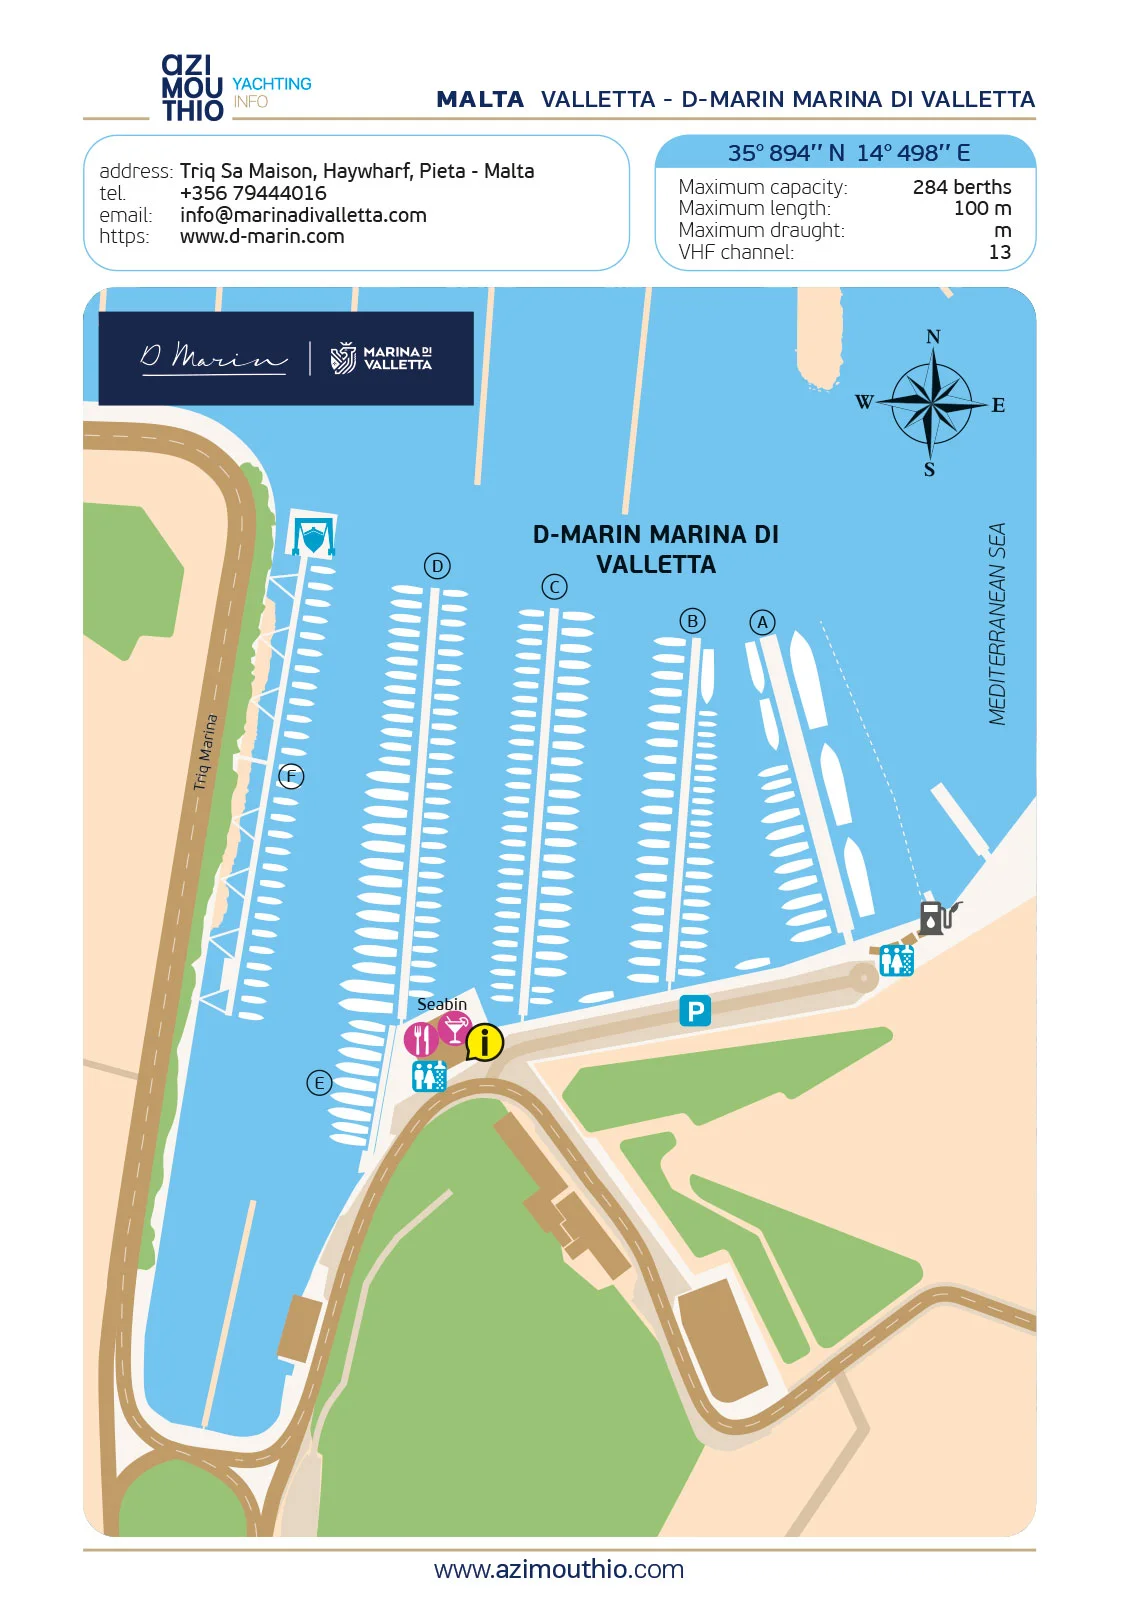 azi
MOU
THIO
YACHTING
INFO
MALTA VALLETTA - D-MARIN MARINA DI VALLETTA
address: Triq Sa Maison, Haywharf, Pieta - Malta
tel. +356 79444016
email: info@marinadivalletta.com
https: www.d-marin.com
35° 894’’ N 14° 498’’ E
Maximum capacity: 284 berths
Maximum length: 100 m
Maximum draught: m
VHF channel: 13
D Marin
MARINA DI
VALLETTA
N
W
E
S
MEDITERRANEAN SEA
D-MARIN MARINA DI
VALLETTA
D
C
B
A
Triq Marina
F
Seabin
i
P
E
www.azimouthio.com